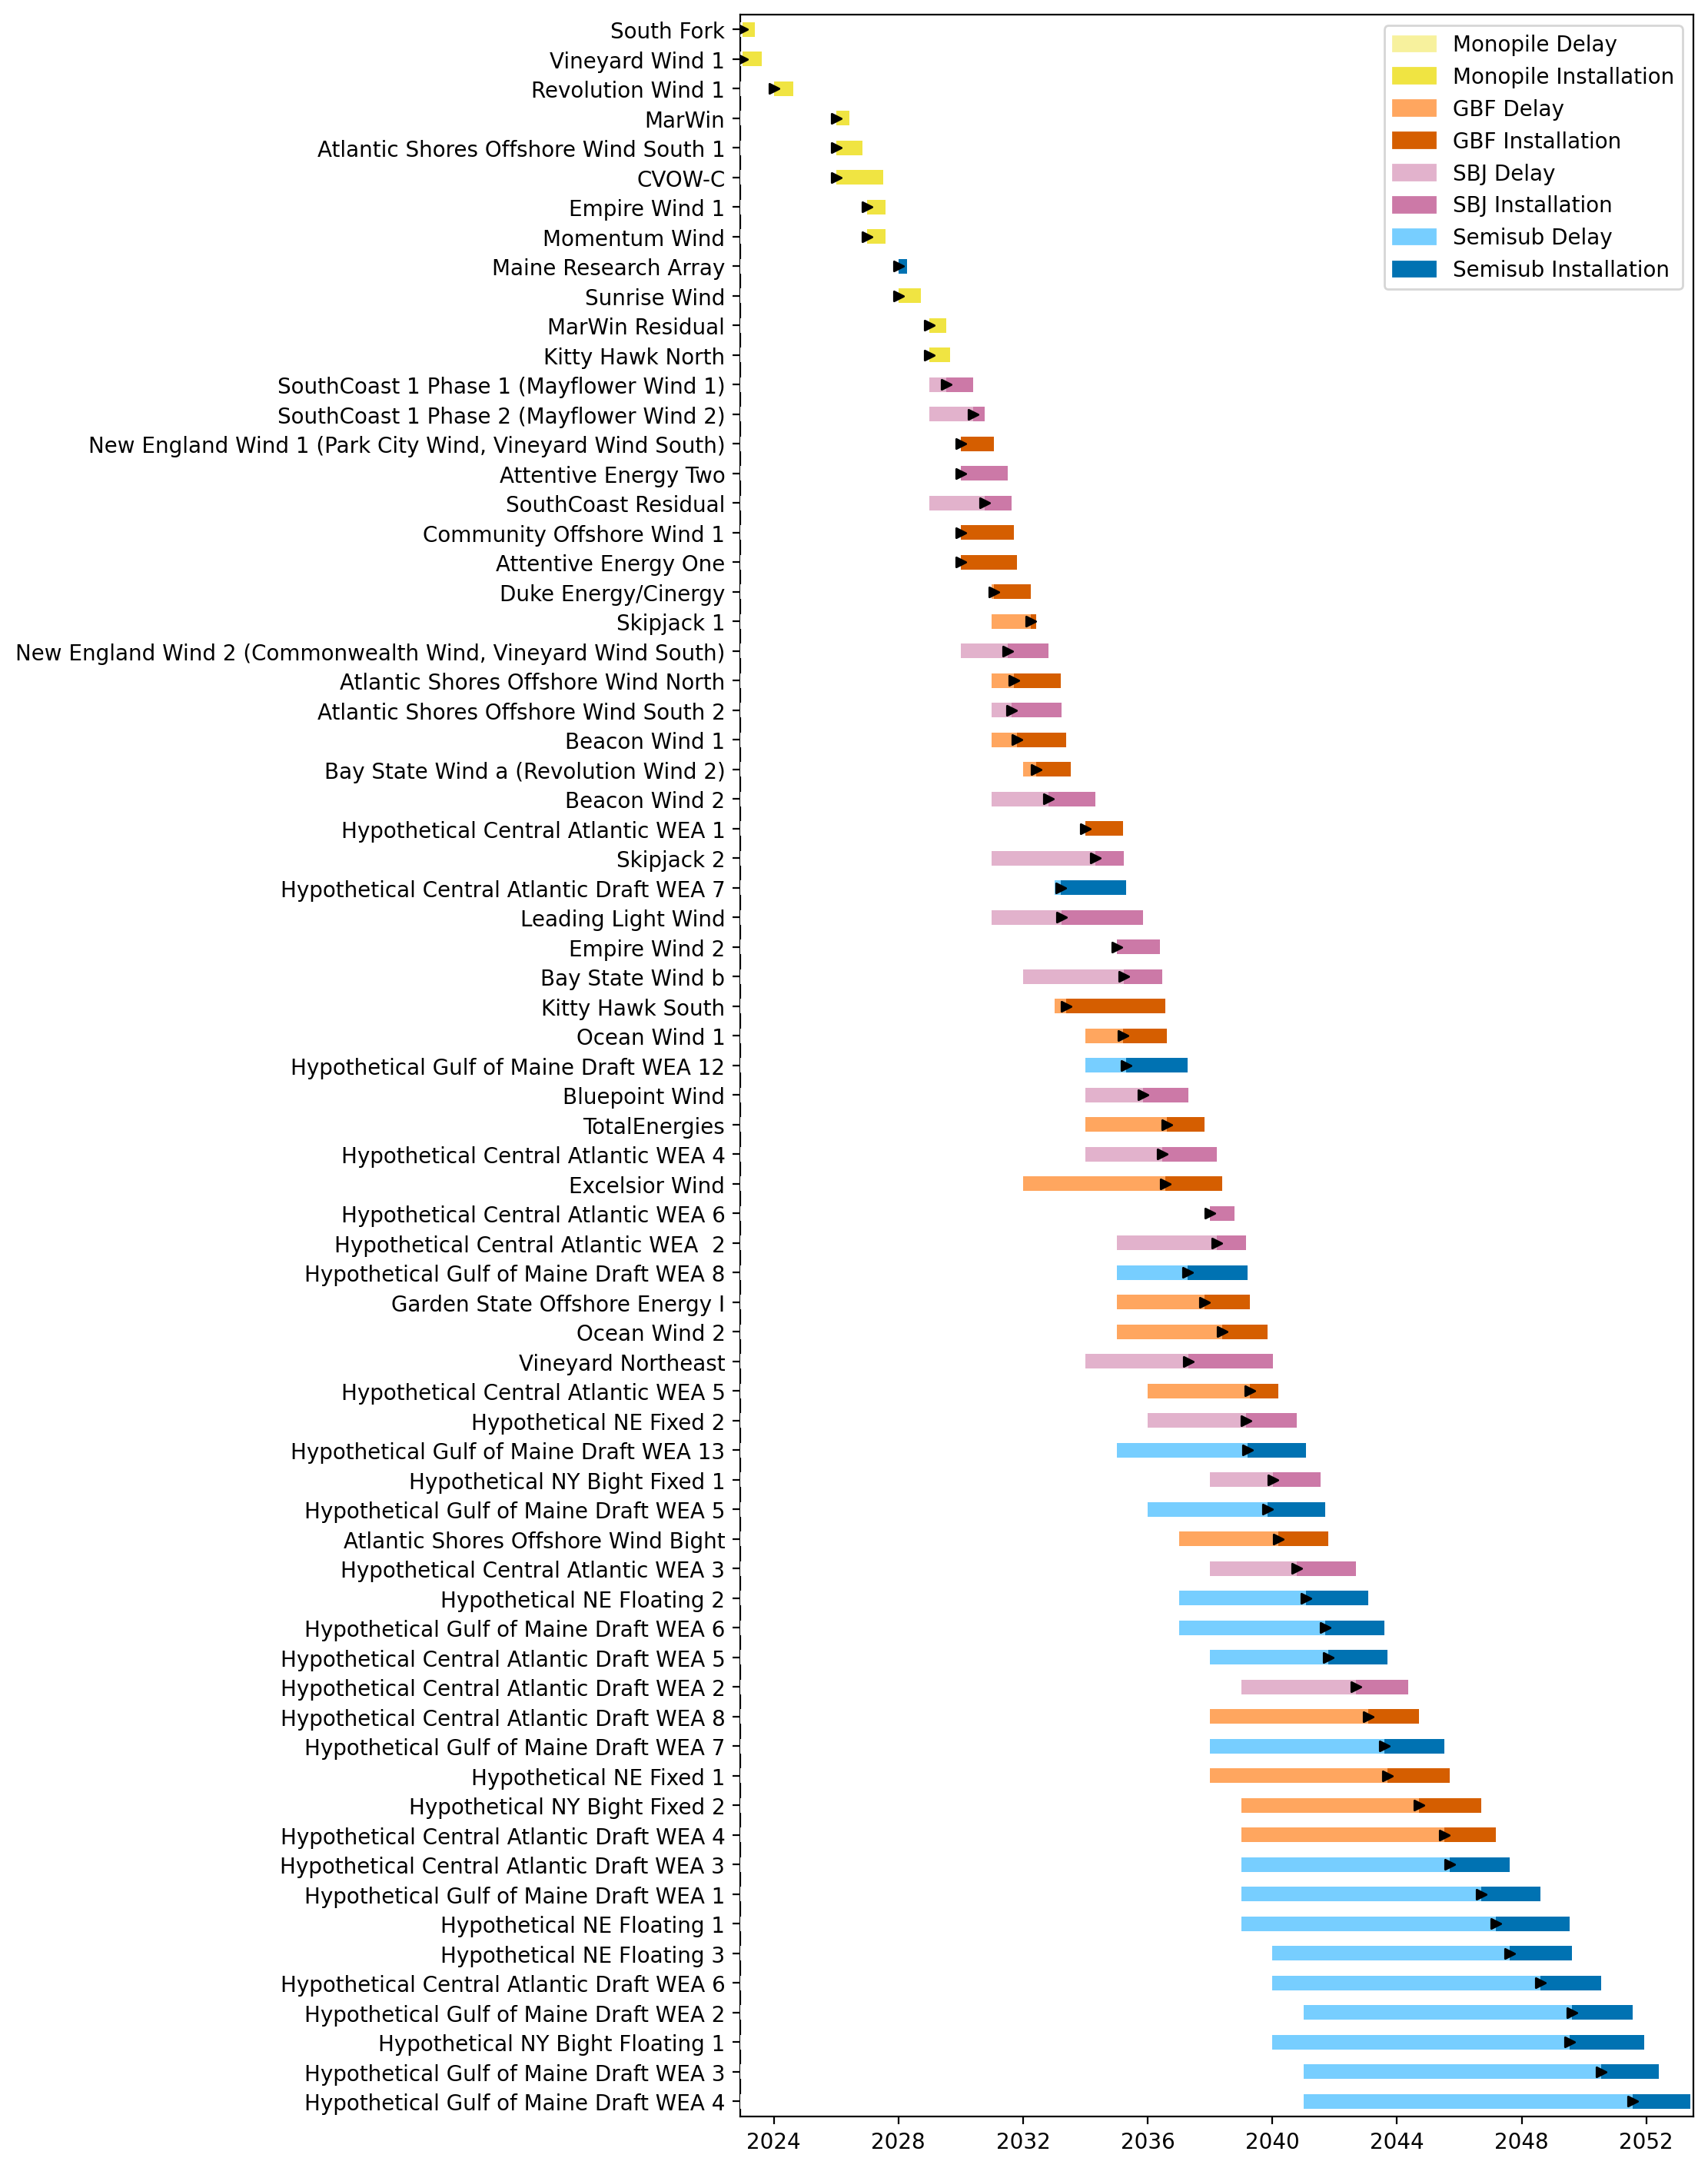 South Fork
Vineyard Wind 1
Revolution Wind 1
MarWin
Atlantic Shores Offshore Wind South 1
CVOW-C
Empire Wind 1
Momentum Wind
Maine Research Array
Sunrise Wind
MarWin Residual
Kitty Hawk North
SouthCoast 1 Phase 1 (Mayflower Wind 1)
SouthCoast 1 Phase 2 (Mayflower Wind 2)
New England Wind 1 (Park City Wind, Vineyard Wind South)
Attentive Energy Two
SouthCoast Residual
Community Offshore Wind 1
Attentive Energy One
Duke Energy/Cinergy
Skipjack 1
New England Wind 2 (Commonwealth Wind, Vineyard Wind South)
Atlantic Shores Offshore Wind North
Atlantic Shores Offshore Wind South 2
Beacon Wind 1
Bay State Wind a (Revolution Wind 2)
Beacon Wind 2
Hypothetical Central Atlantic WEA 1
Skipjack 2
Hypothetical Central Atlantic Draft WEA 7
Leading Light Wind
Empire Wind 2
Bay State Wind b
Kitty Hawk South
Ocean Wind 1
Hypothetical Gulf of Maine Draft WEA 12
Bluepoint Wind
TotalEnergies
Hypothetical Central Atlantic WEA 4
Excelsior Wind
Hypothetical Central Atlantic WEA 6
Hypothetical Central Atlantic WEA  2
Hypothetical Gulf of Maine Draft WEA 8
Garden State Offshore Energy I
Ocean Wind 2
Vineyard Northeast
Hypothetical Central Atlantic WEA 5
Hypothetical NE Fixed 2
Hypothetical Gulf of Maine Draft WEA 13
Hypothetical NY Bight Fixed 1
Hypothetical Gulf of Maine Draft WEA 5
Atlantic Shores Offshore Wind Bight
Hypothetical Central Atlantic WEA 3
Hypothetical NE Floating 2
Hypothetical Gulf of Maine Draft WEA 6
Hypothetical Central Atlantic Draft WEA 5
Hypothetical Central Atlantic Draft WEA 2
Hypothetical Central Atlantic Draft WEA 8
Hypothetical Gulf of Maine Draft WEA 7
Hypothetical NE Fixed 1
Hypothetical NY Bight Fixed 2
Hypothetical Central Atlantic Draft WEA 4
Hypothetical Central Atlantic Draft WEA 3
Hypothetical Gulf of Maine Draft WEA 1
Hypothetical NE Floating 1
Hypothetical NE Floating 3
Hypothetical Central Atlantic Draft WEA 6
Hypothetical Gulf of Maine Draft WEA 2
Hypothetical NY Bight Floating 1
Hypothetical Gulf of Maine Draft WEA 3
Hypothetical Gulf of Maine Draft WEA 4
2024 2028 2032 2036 2040 2044 2048 2052
Monopile Delay
Monopile Installation
GBF Delay
GBF Installation
SBJ Delay
SBJ Installation
Semisub Delay
Semisub Installation